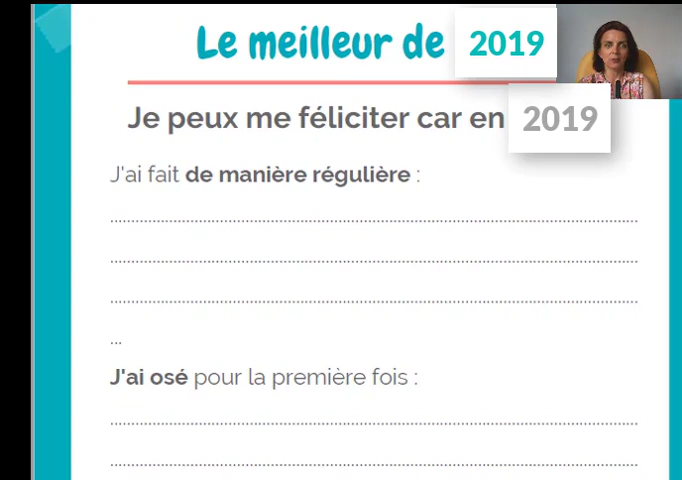 Le meilleur de 2019
Je peux me féliciter car en 2019
J'ai fait de manière régulière :
...
J'ai osé pour la première fois :